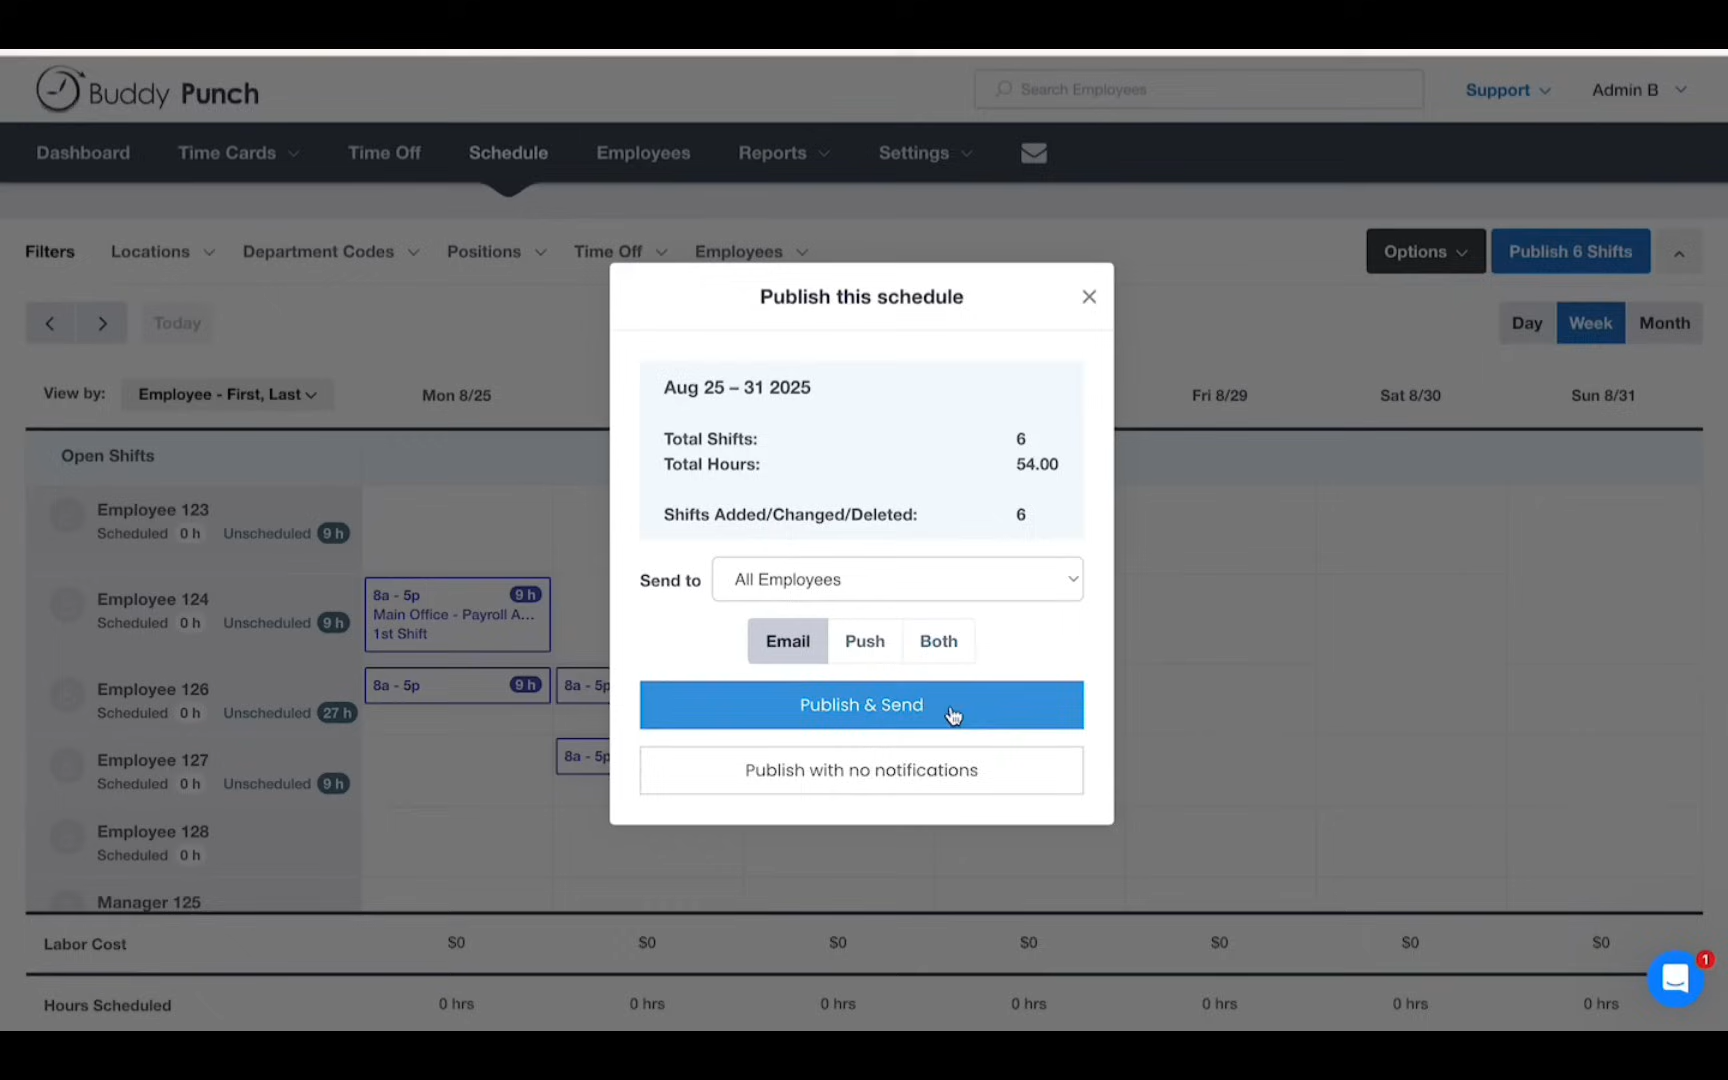 Buddy Punch
Search Employees
Support
Admin B
Dashboard
Time Cards
Time Off
Schedule
Employees
Reports
Settings
Filters
Locations
Department Codes
Positions
Time Off
Employees
Options
Publish 6 Shifts
Today
Day
Week
Month
View by:
Employee - First, Last
Mon 8/25
Fri 8/29
Sat 8/30
Sun 8/31
Open Shifts
Employee 123
Scheduled 0 h Unscheduled 9 h
Employee 124
Scheduled 0 h Unscheduled 9 h
8a - 5p 9 h
Main Office - Payroll A...
1st Shift
Employee 126
Scheduled 0 h Unscheduled 27 h
8a - 5p 9 h
8a - 5p
Employee 127
Scheduled 0 h Unscheduled 9 h
8a - 5p
Employee 128
Scheduled 0 h
Manager 125
Labor Cost $0 $0 $0 $0 $0 $0 $0
Hours Scheduled 0 hrs 0 hrs 0 hrs 0 hrs 0 hrs 0 hrs 0 hrs
Publish this schedule
Aug 25 – 31 2025
Total Shifts: 6
Total Hours: 54.00
Shifts Added/Changed/Deleted: 6
Send to All Employees
Email Push Both
Publish & Send
Publish with no notifications
1